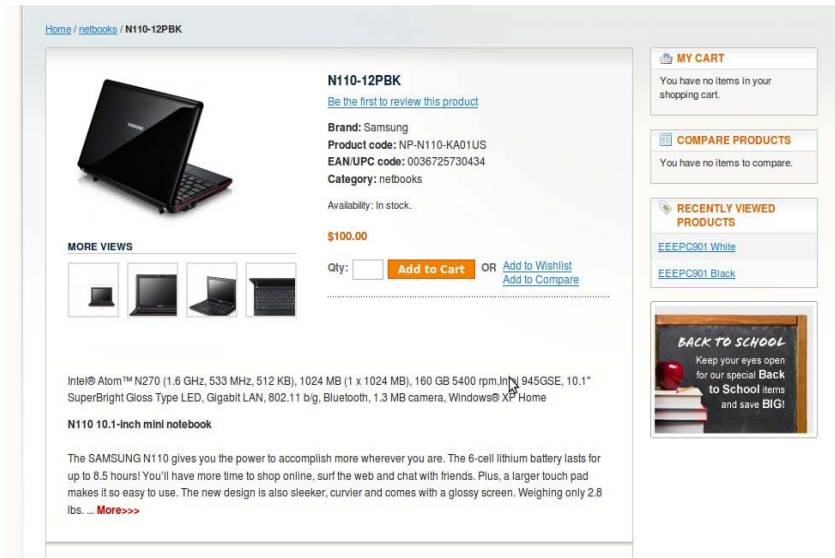 Home / netbooks / N110-12PBK
SAMSUNG
N110-12PBK
Be the first to review this product
Brand: Samsung
Product code: NP-N110-KA01US
EAN/UPC code: 0036725730434
Category: netbooks
Availability: In stock.
$100.00
Qty: Add to Cart OR Add to Wishlist
Add to Compare
MORE VIEWS
Intel® Atom™ N270 (1.6 GHz, 533 MHz, 512 KB), 1024 MB (1 x 1024 MB), 160 GB 5400 rpm,Intel 945GSE, 10.1"
SuperBright Gloss Type LED, Gigabit LAN, 802.11 b/g, Bluetooth, 1.3 MB camera, Windows® XP Home
N110 10.1-inch mini notebook
The SAMSUNG N110 gives you the power to accomplish more wherever you are. The 6-cell lithium battery lasts for
up to 8.5 hours! You'll have more time to shop online, surf the web and chat with friends. Plus, a larger touch pad
makes it so easy to use. The new design is also sleeker, curvier and comes with a glossy screen. Weighing only 2.8
lbs. ... More>>>
MY CART
You have no items in your
shopping cart.
COMPARE PRODUCTS
You have no items to compare.
RECENTLY VIEWED
PRODUCTS
EEEPC901 White
EEEPC901 Black
BACK TO SCHOOL
Keep your eyes open
for our special Back
to School items
and save BIG!